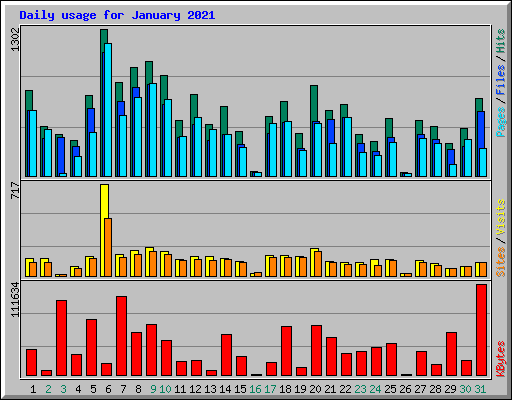 Daily usage for January 2021
1302
Pages/Files/Hits
717
Sites/Visits
111634
KBytes
1 2 3 4 5 6 7 8 9 10 11 12 13 14 15 16 17 18 19 20 21 22 23 24 25 26 27 28 29 30 31